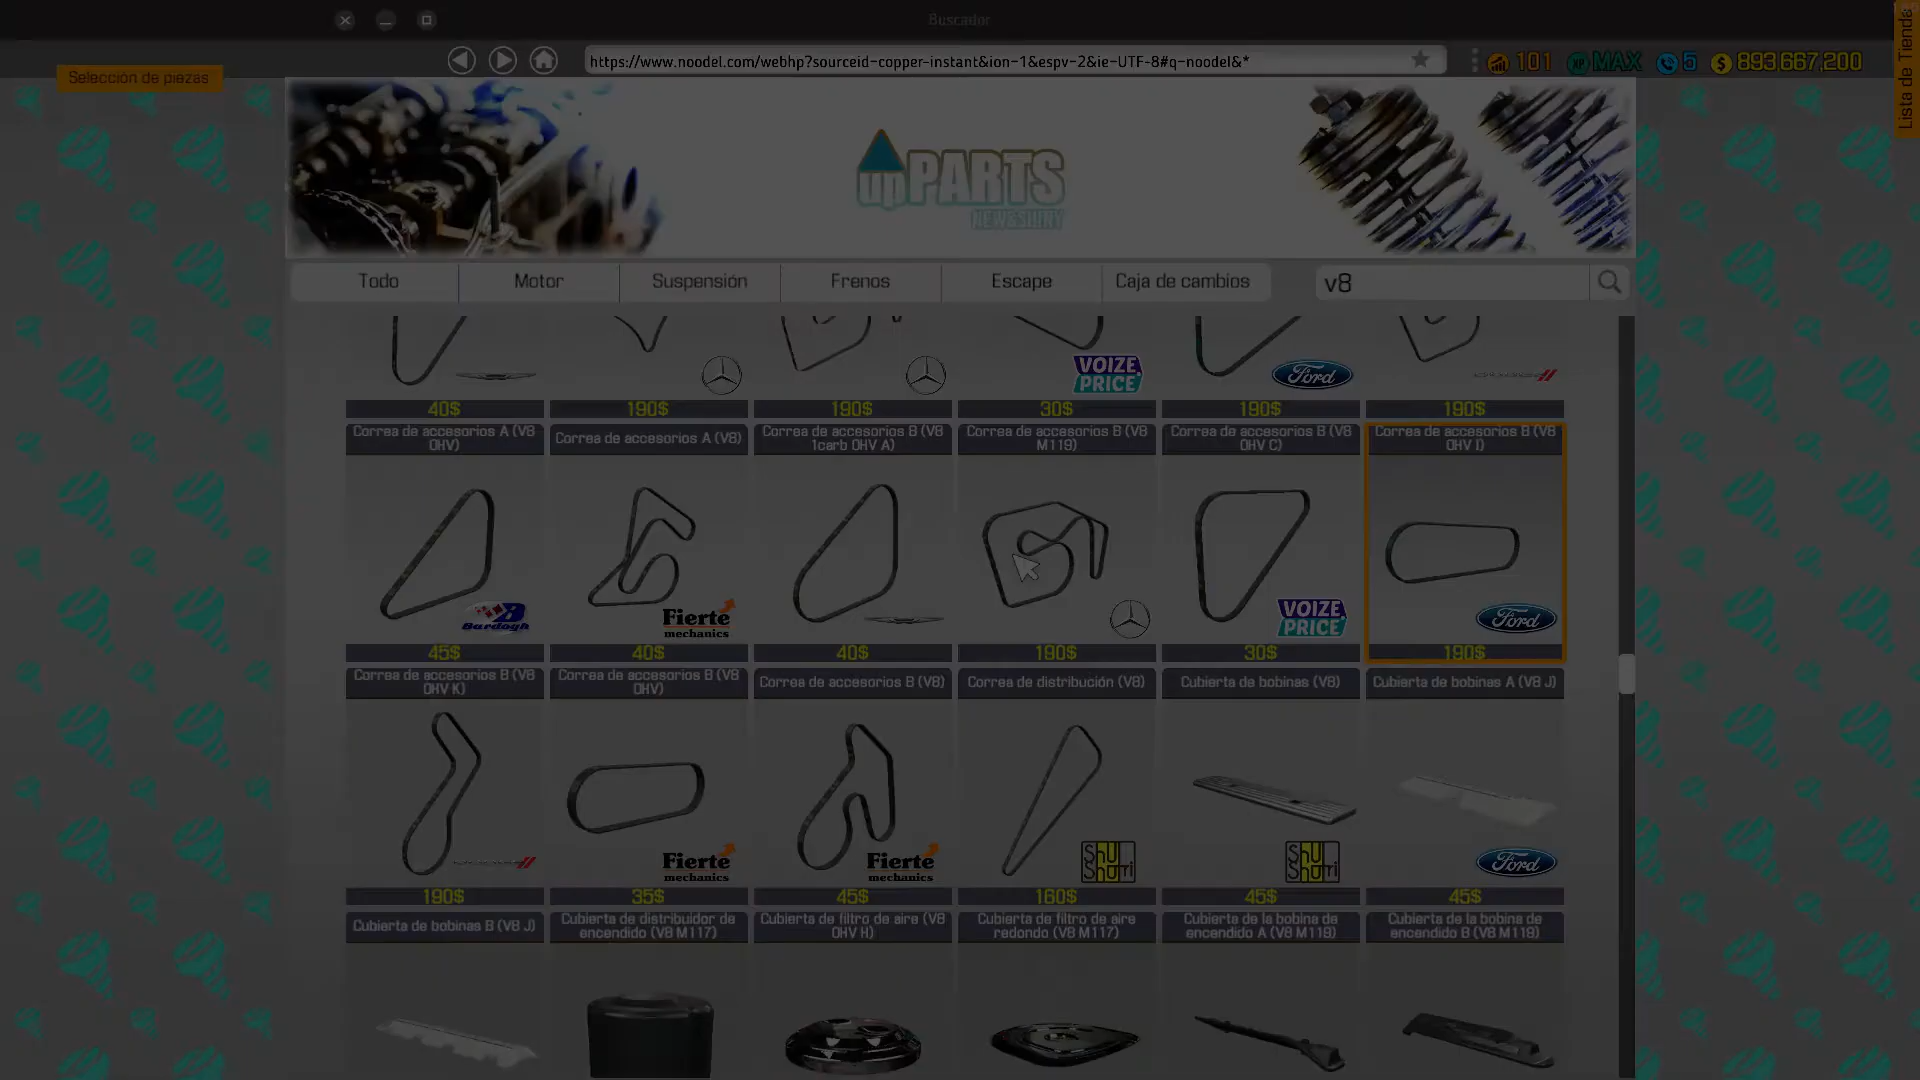 Buscador
https://www.noodel.com/webhp?sourceid-copper-instant&ion-1&espv-2&ie-UTF-8#q-noodel&*
101 XP MAX 5 $ 893,667,200
Lista de Tienda
Selección de piezas
upPARTS
NEW&SHINY
Todo Motor Suspensión Frenos Escape Caja de cambios v8
VOIZE PRICE Ford
40$ 190$ 190$ 30$ 190$ 190$
Correa de accesorios A (V8 OHV)
Correa de accesorios A (V8)
Correa de accesorios B (V8 1carb OHV A)
Correa de accesorios B (V8 M119)
Correa de accesorios B (V8 OHV C)
Correa de accesorios B (V8 OHV I)
Bardogh Fierte mechanics VOIZE PRICE Ford
45$ 40$ 40$ 190$ 30$ 190$
Correa de accesorios B (V8 OHV K)
Correa de accesorios B (V8 OHV)
Correa de accesorios B (V8)
Correa de distribución (V8)
Cubierta de bobinas (V8)
Cubierta de bobinas A (V8 J)
Fierte mechanics Fierte mechanics Ford
190$ 35$ 45$ 160$ 45$ 45$
Cubierta de bobinas B (V8 J)
Cubierta de distribuidor de encendido (V8 M117)
Cubierta de filtro de aire (V8 OHV H)
Cubierta de filtro de aire redondo (V8 M117)
Cubierta de la bobina de encendido A (V8 M119)
Cubierta de la bobina de encendido B (V8 M119)